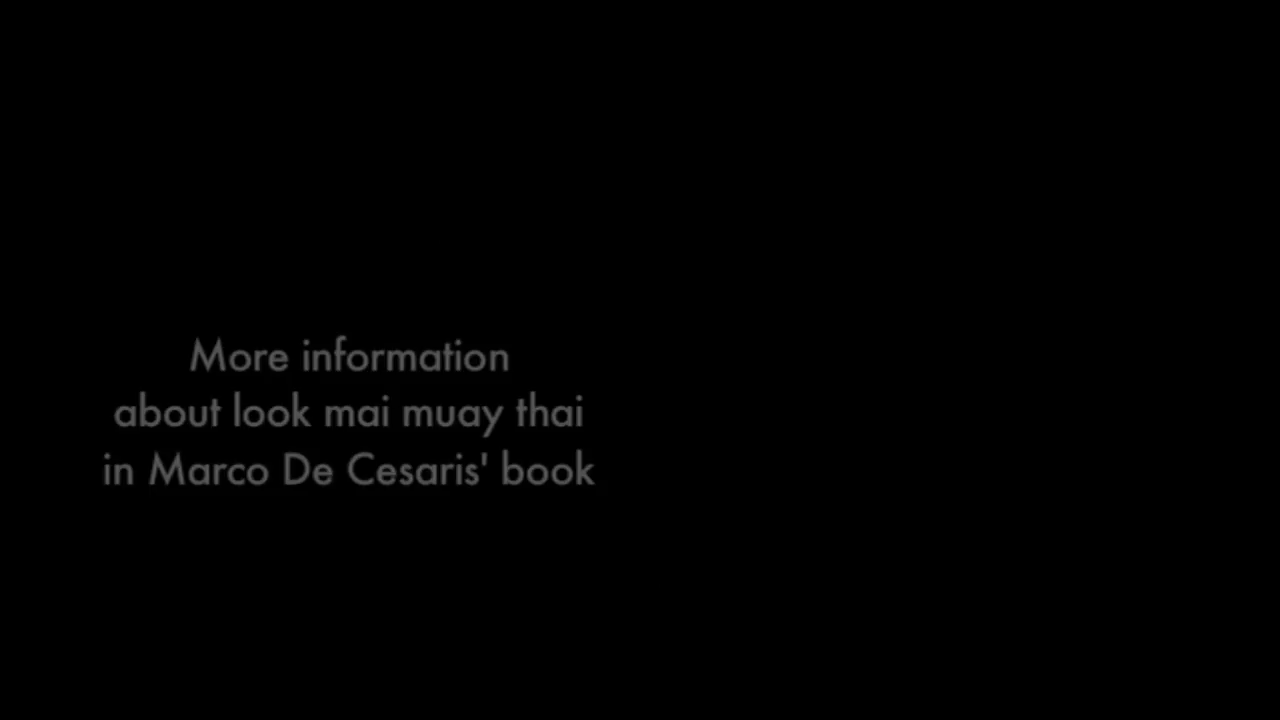 More information
about look mai muay thai
in Marco De Cesaris' book